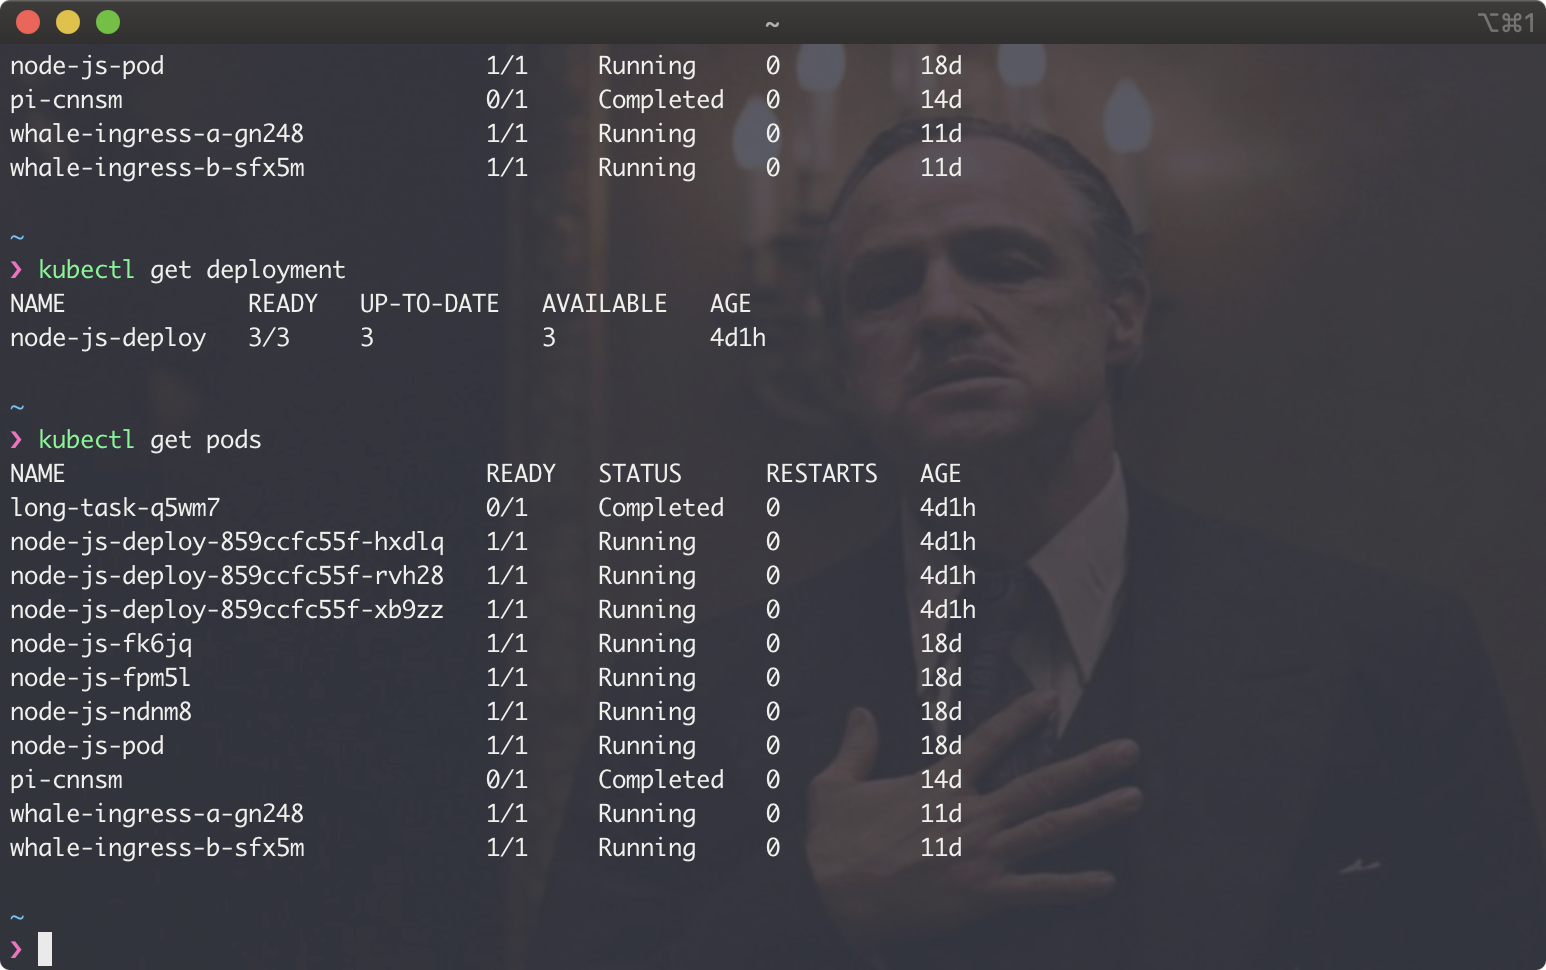 ~ ⌥⌘1
node-js-pod 1/1 Running 0 18d
pi-cnnsm 0/1 Completed 0 14d
whale-ingress-a-gn248 1/1 Running 0 11d
whale-ingress-b-sfx5m 1/1 Running 0 11d
~
❯ kubectl get deployment
NAME READY UP-TO-DATE AVAILABLE AGE
node-js-deploy 3/3 3 3 4d1h
~
❯ kubectl get pods
NAME READY STATUS RESTARTS AGE
long-task-q5wm7 0/1 Completed 0 4d1h
node-js-deploy-859ccfc55f-hxdlq 1/1 Running 0 4d1h
node-js-deploy-859ccfc55f-rvh28 1/1 Running 0 4d1h
node-js-deploy-859ccfc55f-xb9zz 1/1 Running 0 4d1h
node-js-fk6jq 1/1 Running 0 18d
node-js-fpm5l 1/1 Running 0 18d
node-js-ndnm8 1/1 Running 0 18d
node-js-pod 1/1 Running 0 18d
pi-cnnsm 0/1 Completed 0 14d
whale-ingress-a-gn248 1/1 Running 0 11d
whale-ingress-b-sfx5m 1/1 Running 0 11d
~
❯